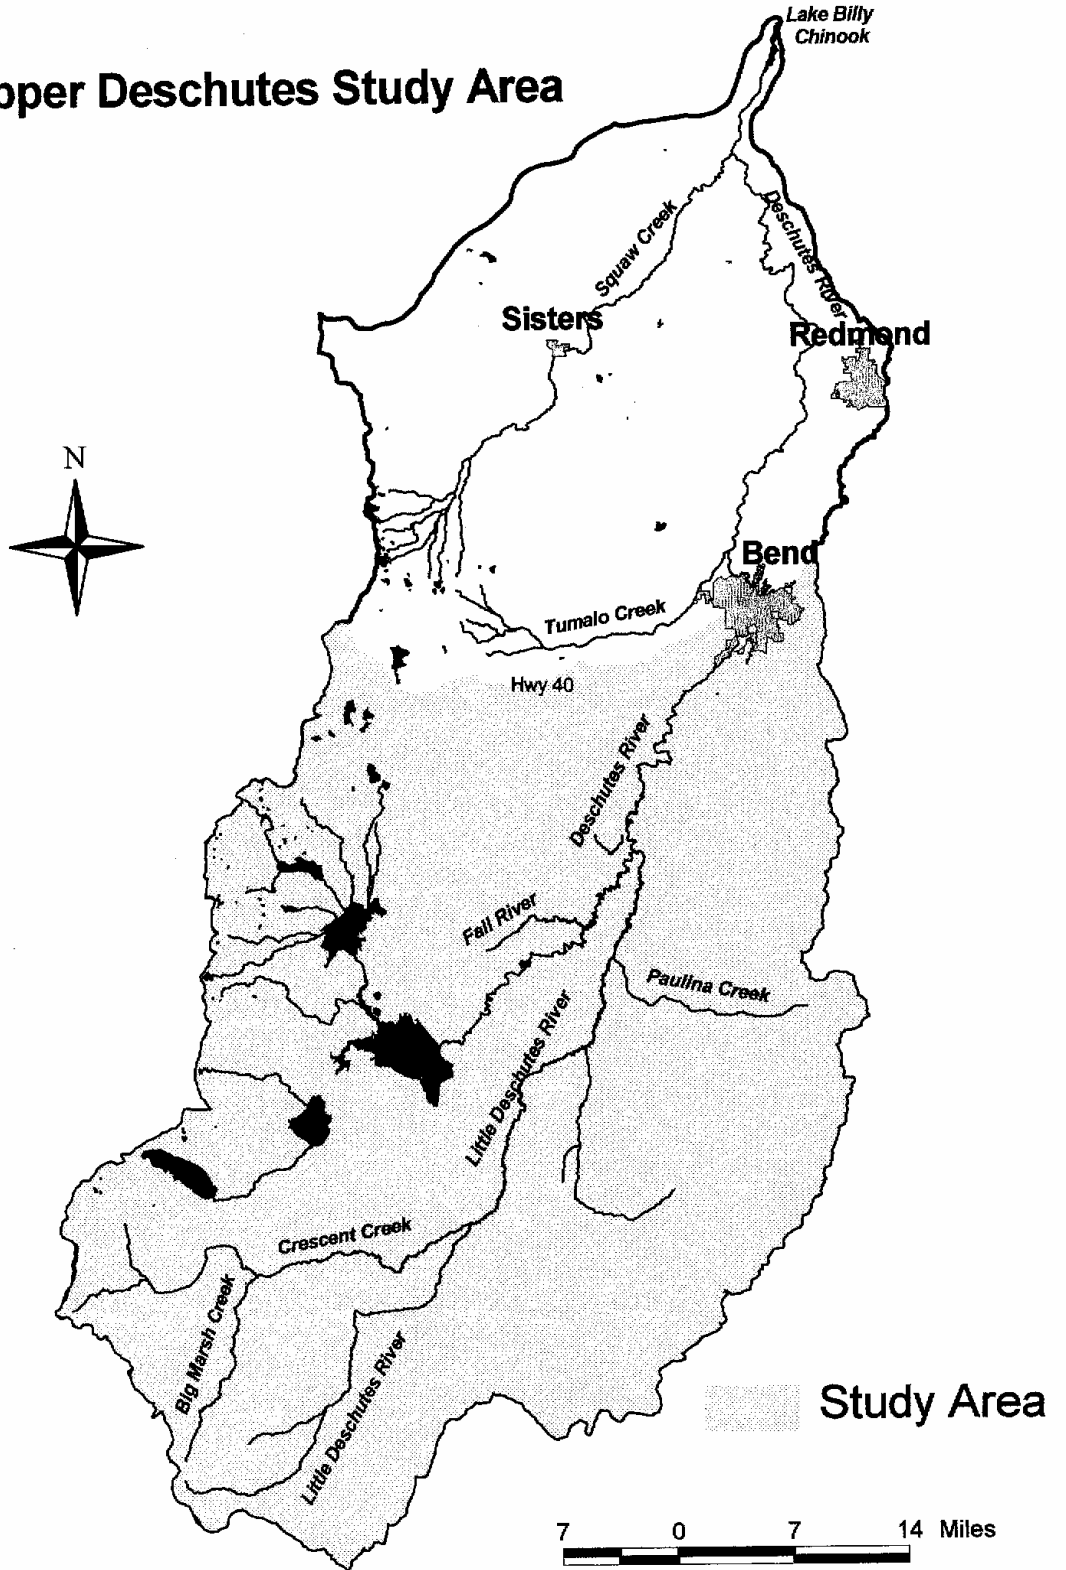 Lake Billy
Chinook
pper Deschutes Study Area
Squaw Creek
Deschutes River
Sisters
Redmond
N
Bend
Tumalo Creek
Hwy 40
Deschutes River
Fall River
Paulina Creek
Little Deschutes River
Crescent Creek
Big Marsh Creek
Little Deschutes River
Study Area
7 0 7 14 Miles